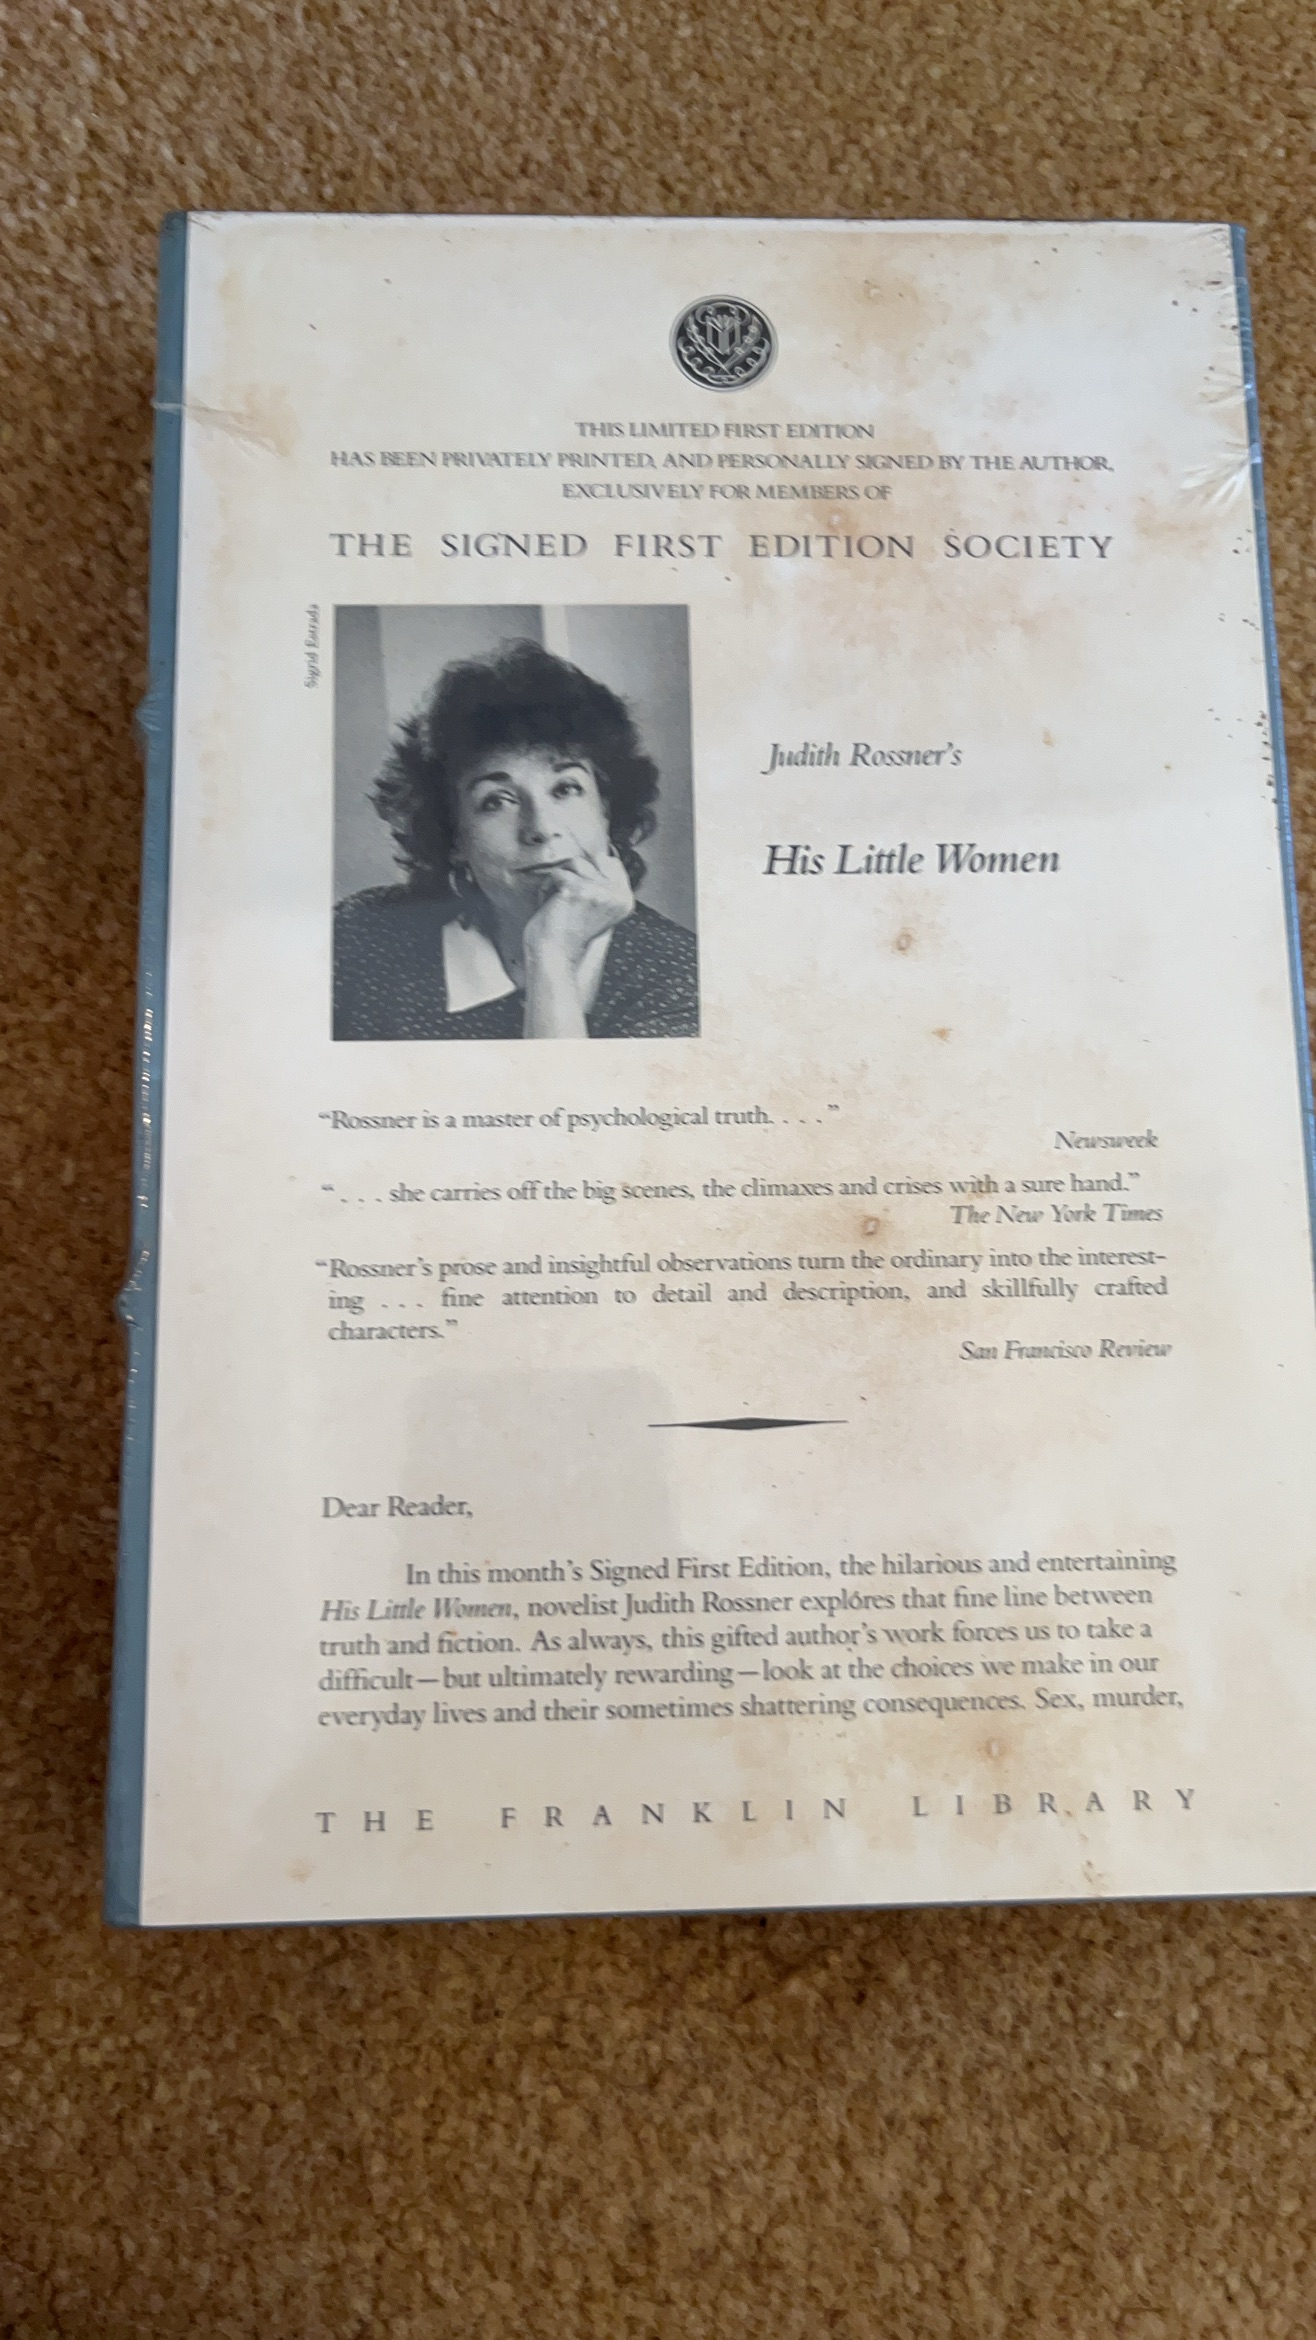 THIS LIMITED FIRST EDITION
HAS BEEN PRIVATELY PRINTED, AND PERSONALLY SIGNED BY THE AUTHOR,
EXCLUSIVELY FOR MEMBERS OF
THE SIGNED FIRST EDITION SOCIETY
Sigrid Estrada
Judith Rossner's
His Little Women
“Rossner is a master of psychological truth. . . .”
Newsweek
“. . . she carries off the big scenes, the climaxes and crises with a sure hand.”
The New York Times
“Rossner's prose and insightful observations turn the ordinary into the interest-
ing . . . fine attention to detail and description, and skillfully crafted
characters.”
San Francisco Review
Dear Reader,
In this month's Signed First Edition, the hilarious and entertaining
His Little Women, novelist Judith Rossner explores that fine line between
truth and fiction. As always, this gifted author's work forces us to take a
difficult—but ultimately rewarding—look at the choices we make in our
everyday lives and their sometimes shattering consequences. Sex, murder,
THE FRANKLIN LIBRARY